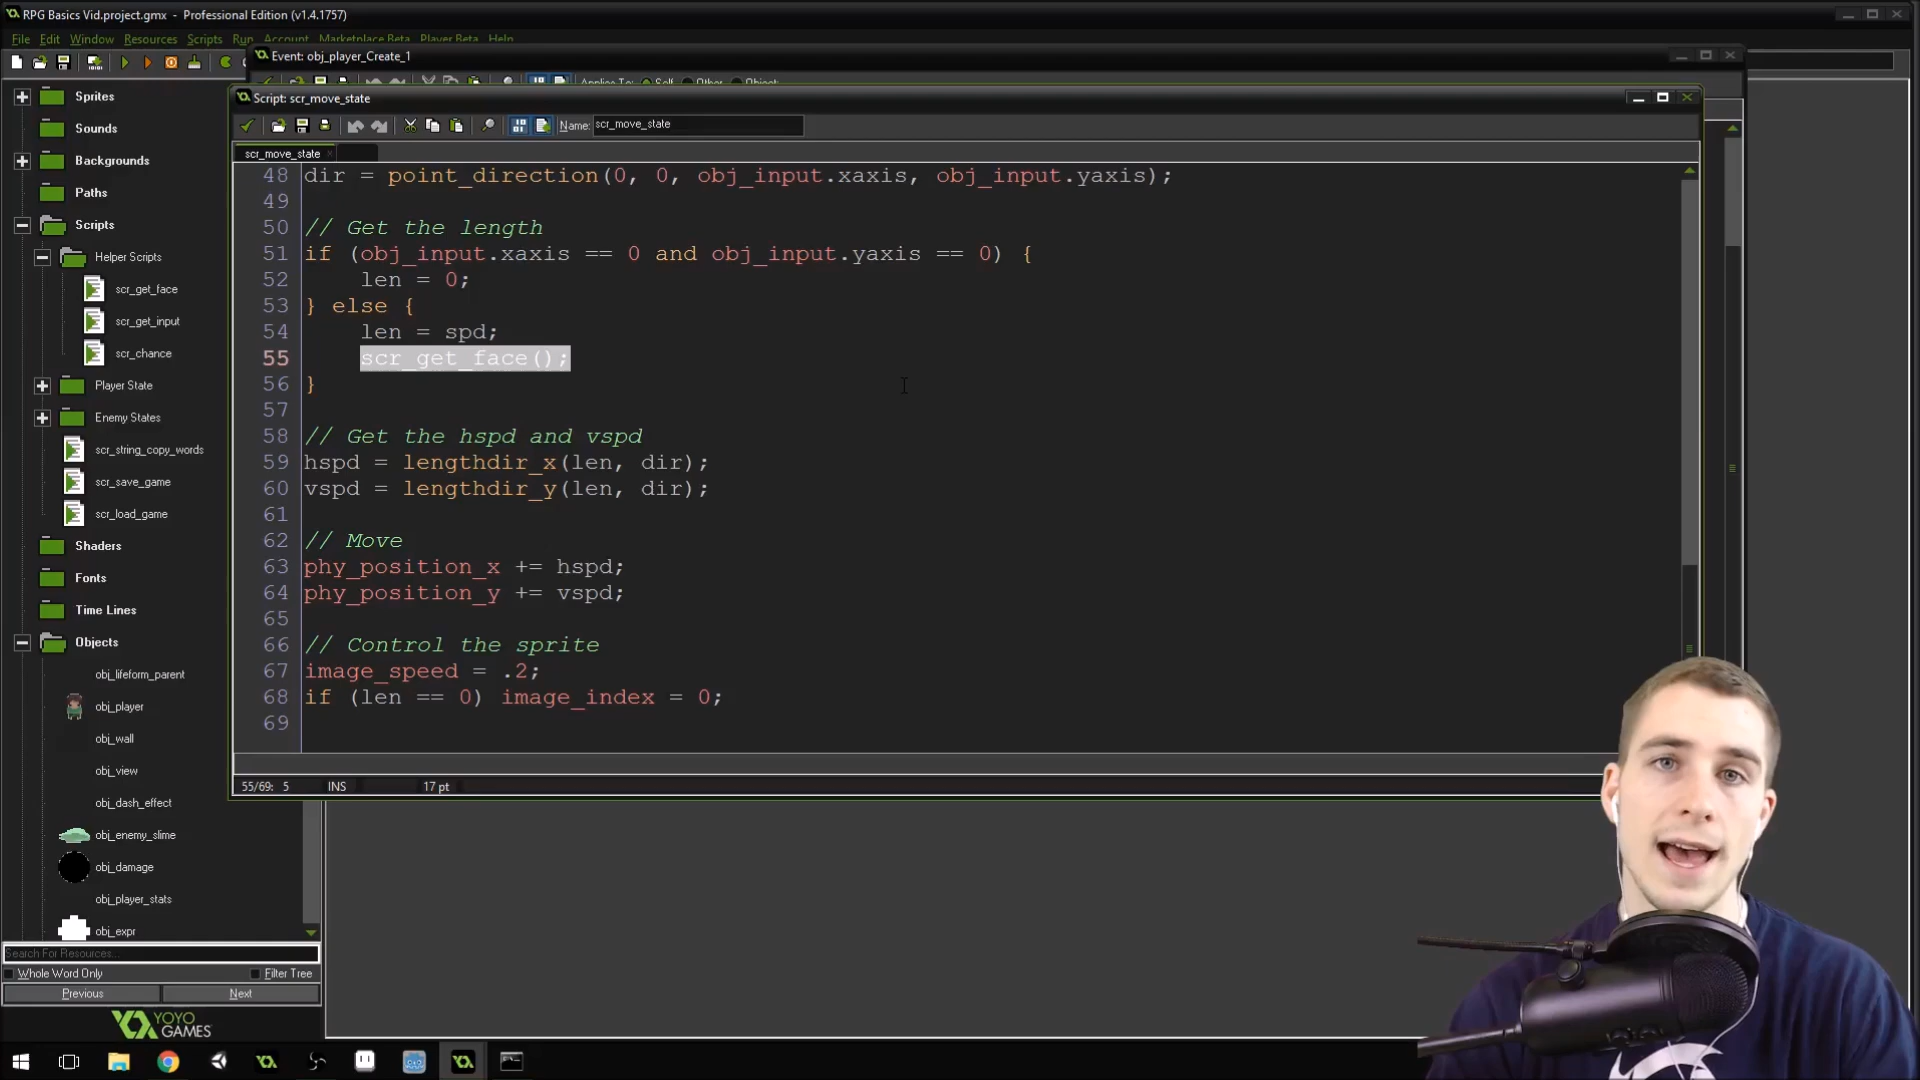 RPG Basics Vid.project.gmx - Professional Edition (v1.4.1757)
File Edit Window Resources Scripts Run Account Marketplace Beta Player Beta Help
Event: obj_player_Create_1
Applies To: Self Other Object:
Script: scr_move_state
Name: scr_move_state
scr_move_state
Sprites
Sounds
Backgrounds
Paths
Scripts
Helper Scripts
scr_get_face
scr_get_input
scr_chance
Player State
Enemy States
scr_string_copy_words
scr_save_game
scr_load_game
Shaders
Fonts
Time Lines
Objects
obj_lifeform_parent
obj_player
obj_wall
obj_view
obj_dash_effect
obj_enemy_slime
obj_damage
obj_player_stats
obj_expr
Search For Resources...
Whole Word Only Filter Tree
Previous Next
YOYO
GAMES
48 dir = point_direction(0, 0, obj_input.xaxis, obj_input.yaxis);
49
50 // Get the length
51 if (obj_input.xaxis == 0 and obj_input.yaxis == 0) {
52 len = 0;
53 } else {
54 len = spd;
55 scr_get_face();
56 }
57
58 // Get the hspd and vspd
59 hspd = lengthdir_x(len, dir);
60 vspd = lengthdir_y(len, dir);
61
62 // Move
63 phy_position_x += hspd;
64 phy_position_y += vspd;
65
66 // Control the sprite
67 image_speed = .2;
68 if (len == 0) image_index = 0;
69
55/69: 5 INS 17 pt